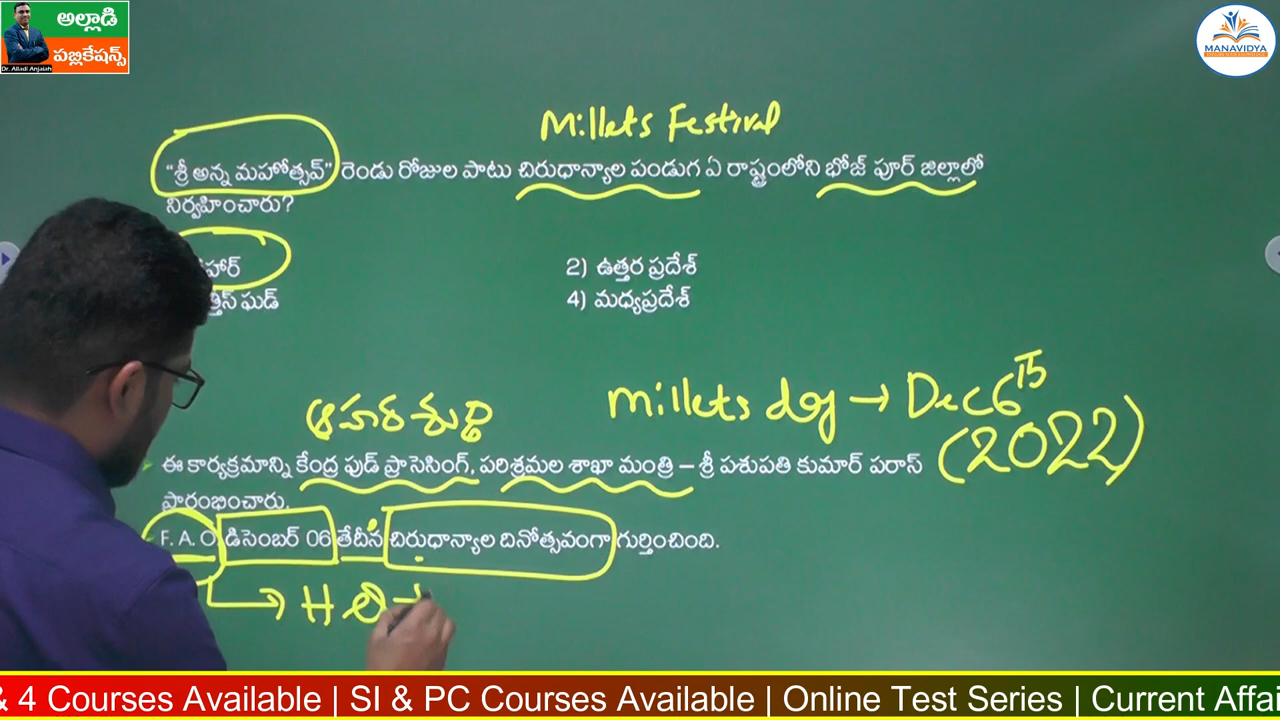 అల్లాడి
పబ్లికేషన్స్
Dr. Alladi Anjaiah
MANAVIDYA
Millets Festival
"శ్రీ అన్న మహోత్సవ్" రెండు రోజుల పాటు చిరుధాన్యాల పండుగ ఏ రాష్ట్రంలోని భోజ్ పూర్ జిల్లాలో
నిర్వహించారు?
హార్
2) ఉత్తర ప్రదేశ్
త్తిస్ ఘడ్
4) మధ్యప్రదేశ్
millets day → Dec 6
(2022)
ఈ కార్యక్రమాన్ని కేంద్ర ఫుడ్ ప్రాసెసింగ్, పరిశ్రమల శాఖా మంత్రి – శ్రీ పశుపతి కుమార్ పరాస్
ప్రారంభించారు.
F. A. O డిసెంబర్ 06 తేదీన చిరుధాన్యాల దినోత్సవంగా గుర్తించింది.
→ H Q →
& 4 Courses Available | SI & PC Courses Available | Online Test Series | Current Affai